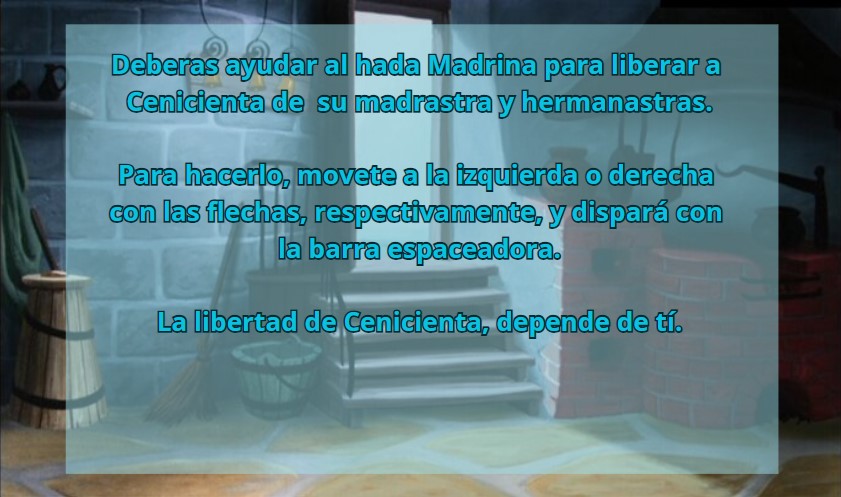 Deberas ayudar al hada Madrina para liberar a
Cenicienta de su madrastra y hermanastras.
Para hacerlo, movete a la izquierda o derecha
con las flechas, respectivamente, y dispará con
la barra espaceadora.
La libertad de Cenicienta, depende de tí.